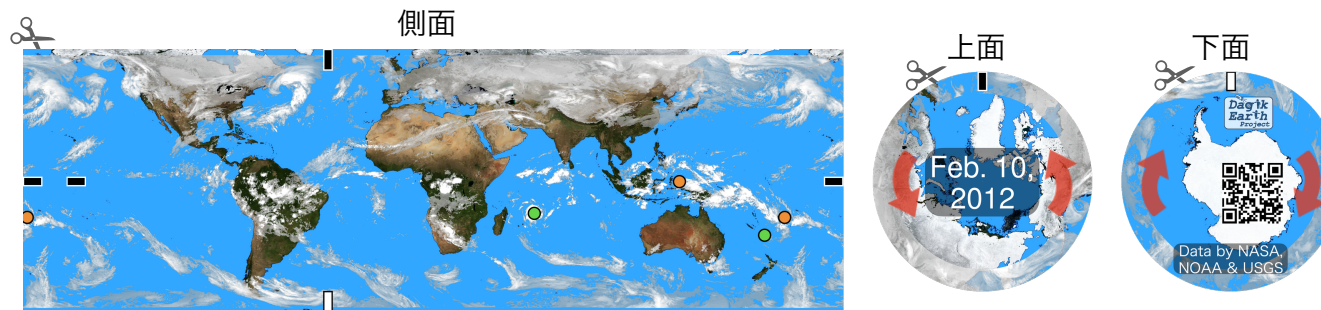 側面
上面
下面
Feb. 10,
2012
Dagik
Earth
Project
Data by NASA,
NOAA & USGS